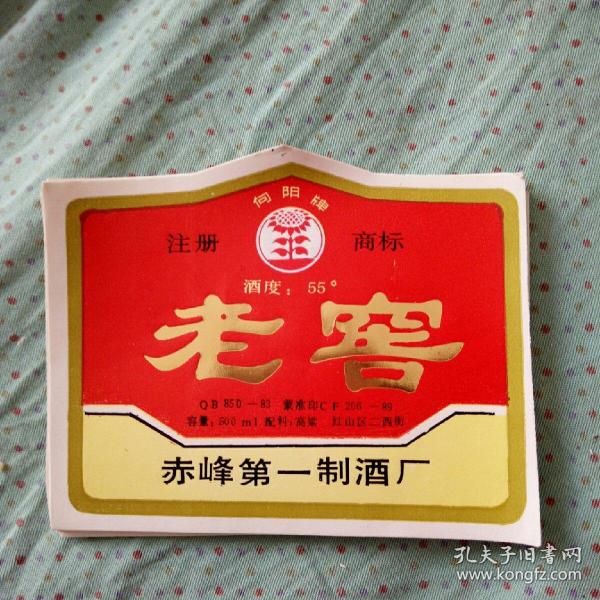 向阳牌
注册 商标
酒度：55°
老窖
QB 850—83 蒙准印CF 206—89
容量：500ml 配料：高粱 红山区二西街
赤峰第一制酒厂
孔夫子旧书网
www.kongfz.com